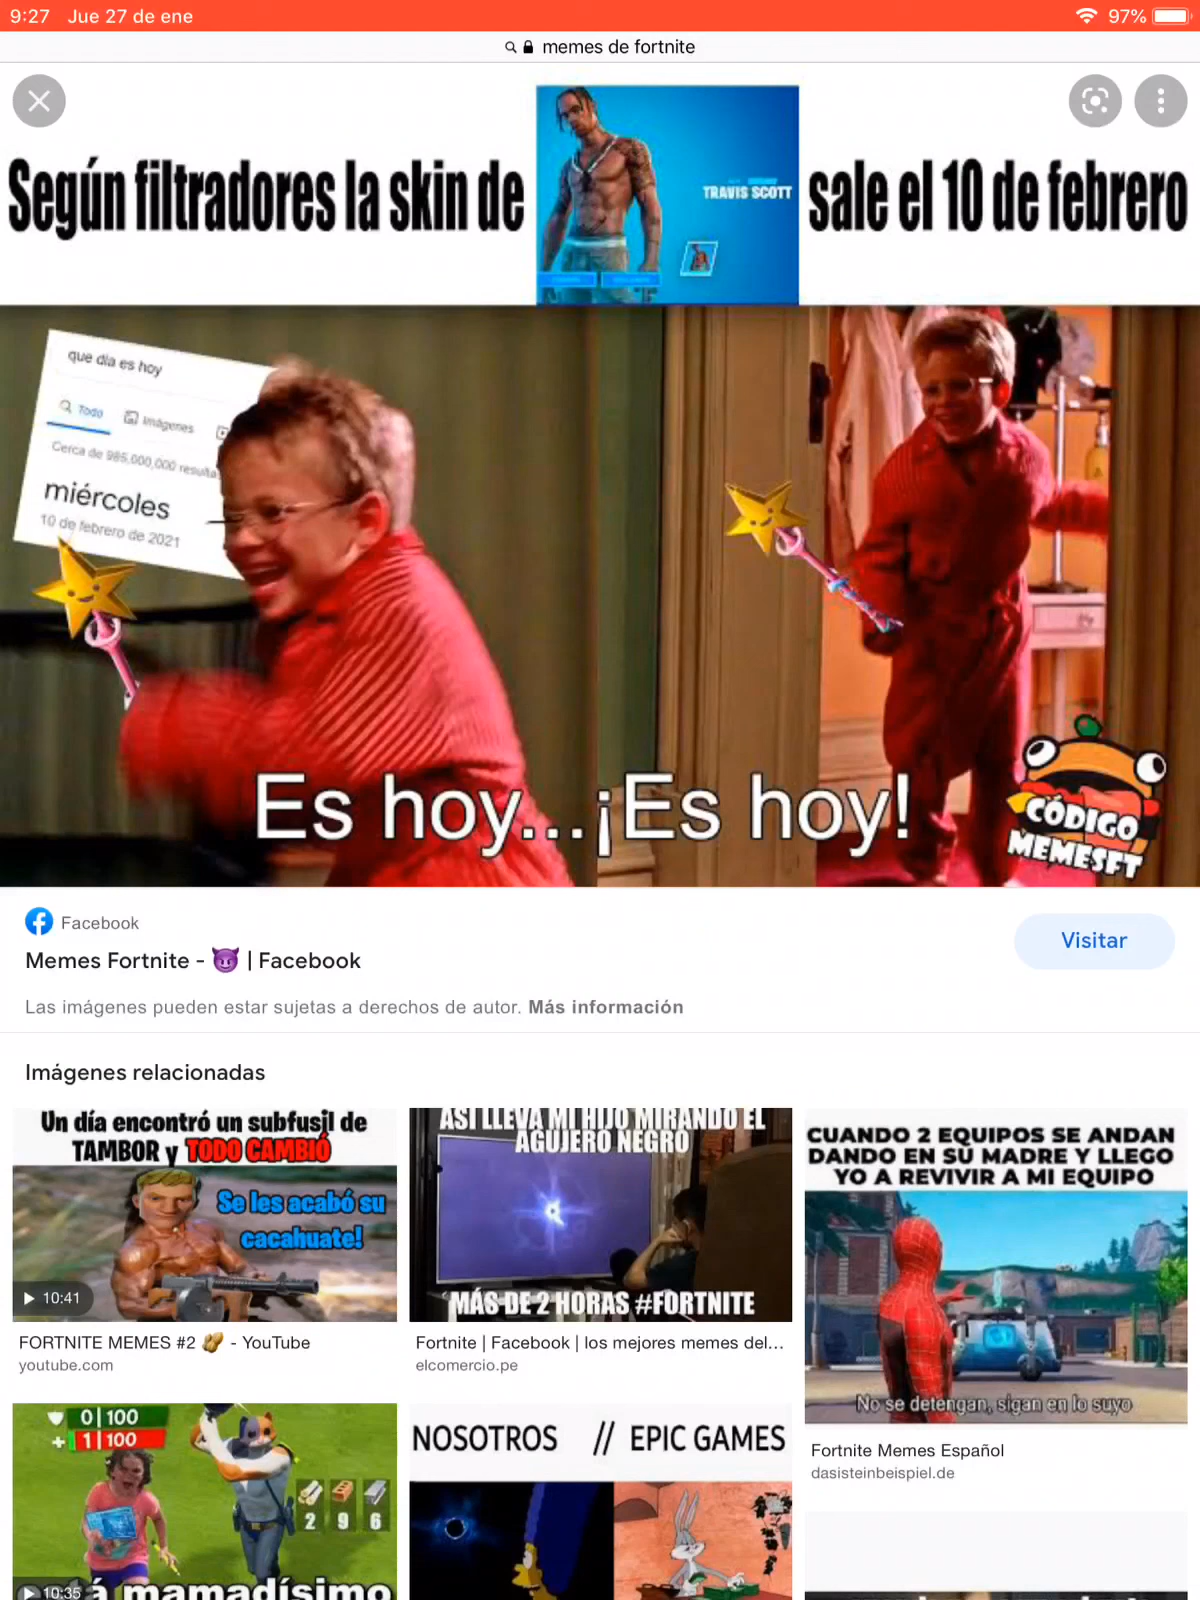 9:27 Jue 27 de ene
97%
memes de fortnite
Según filtradores la skin de
TRAVIS SCOTT
sale el 10 de febrero
que día es hoy
Todo Imágenes
Cerca de 985,000,000 resulta
miércoles
10 de febrero de 2021
Es hoy...¡Es hoy!
CÓDIGO
MEMESFT
Facebook
Memes Fortnite - 😈 | Facebook
Visitar
Las imágenes pueden estar sujetas a derechos de autor. Más información
Imágenes relacionadas
Un día encontró un subfusil de
TAMBOR y TODO CAMBIÓ
Se les acabó su
cacahuate!
10:41
FORTNITE MEMES #2 🥜 - YouTube
youtube.com
ASI LLEVA MI HIJO MIRANDO EL
AGUJERO NEGRO
MÁS DE 2 HORAS #FORTNITE
Fortnite | Facebook | los mejores memes del...
elcomercio.pe
CUANDO 2 EQUIPOS SE ANDAN
DANDO EN SU MADRE Y LLEGO
YO A REVIVIR A MI EQUIPO
No se detengan, sigan en lo suyo
Fortnite Memes Español
dasisteinbeispiel.de
0|100
1|100
2 9 6
10:35
á mamadísimo
NOSOTROS // EPIC GAMES